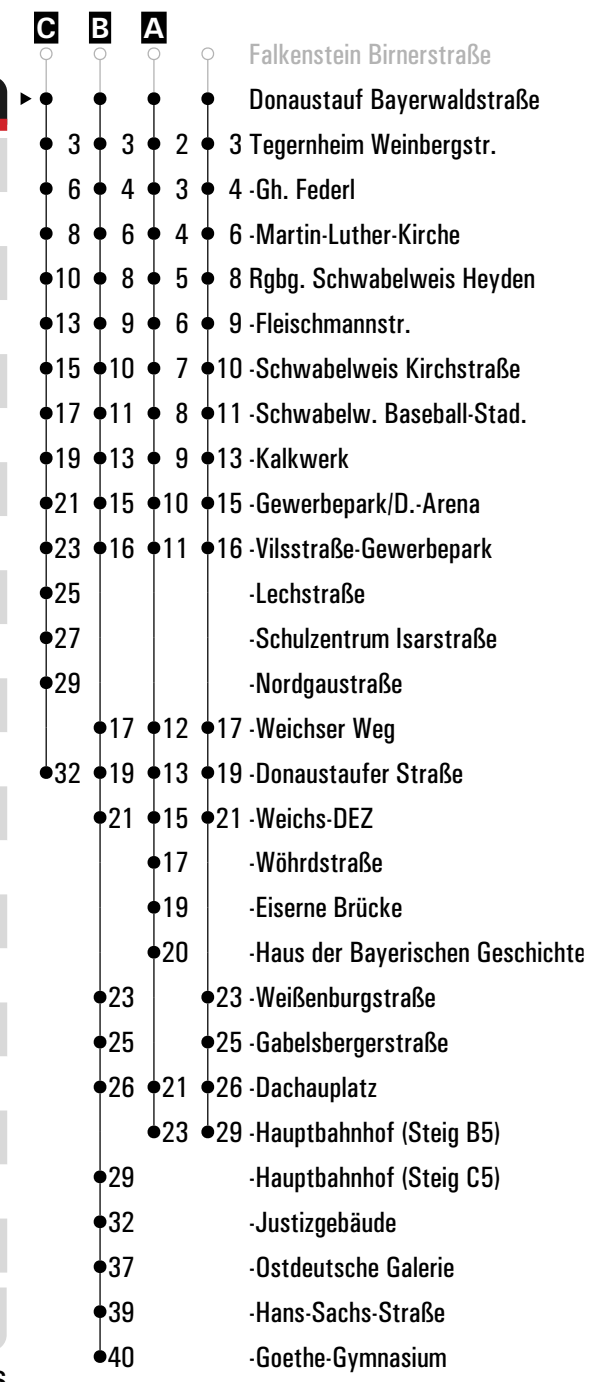 C B A
Falkenstein Birnerstraße
Donaustauf Bayerwaldstraße
3 3 2 3 Tegernheim Weinbergstr.
6 4 3 4 -Gh. Federl
8 6 4 6 -Martin-Luther-Kirche
10 8 5 8 Rgbg. Schwabelweis Heyden
13 9 6 9 -Fleischmannstr.
15 10 7 10 -Schwabelweis Kirchstraße
17 11 8 11 -Schwabelw. Baseball-Stad.
19 13 9 13 -Kalkwerk
21 15 10 15 -Gewerbepark/D.-Arena
23 16 11 16 -Vilsstraße-Gewerbepark
25 -Lechstraße
27 -Schulzentrum Isarstraße
29 -Nordgaustraße
17 12 17 -Weichser Weg
32 19 13 19 -Donaustaufer Straße
21 15 21 -Weichs-DEZ
17 -Wöhrdstraße
19 -Eiserne Brücke
20 -Haus der Bayerischen Geschichte
23 23 -Weißenburgstraße
25 25 -Gabelsbergerstraße
26 21 26 -Dachauplatz
23 29 -Hauptbahnhof (Steig B5)
29 -Hauptbahnhof (Steig C5)
32 -Justizgebäude
37 -Ostdeutsche Galerie
39 -Hans-Sachs-Straße
40 -Goethe-Gymnasium